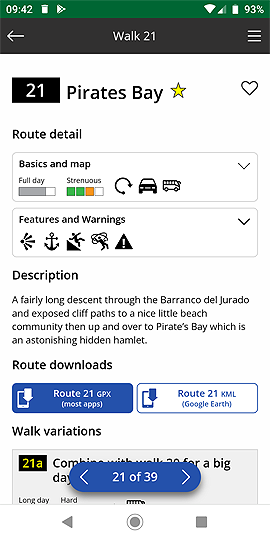 09:42
93%
Walk 21
21 Pirates Bay
Route detail
Basics and map
Full day Strenuous
Features and Warnings
Description
A fairly long descent through the Barranco del Jurado
and exposed cliff paths to a nice little beach
community then up and over to Pirate's Bay which is
an astonishing hidden hamlet.
Route downloads
Route 21 GPX
(most apps)
Route 21 KML
(Google Earth)
Walk variations
21a Combine with walk 20 for a big
day
21 of 39
Long day Hard